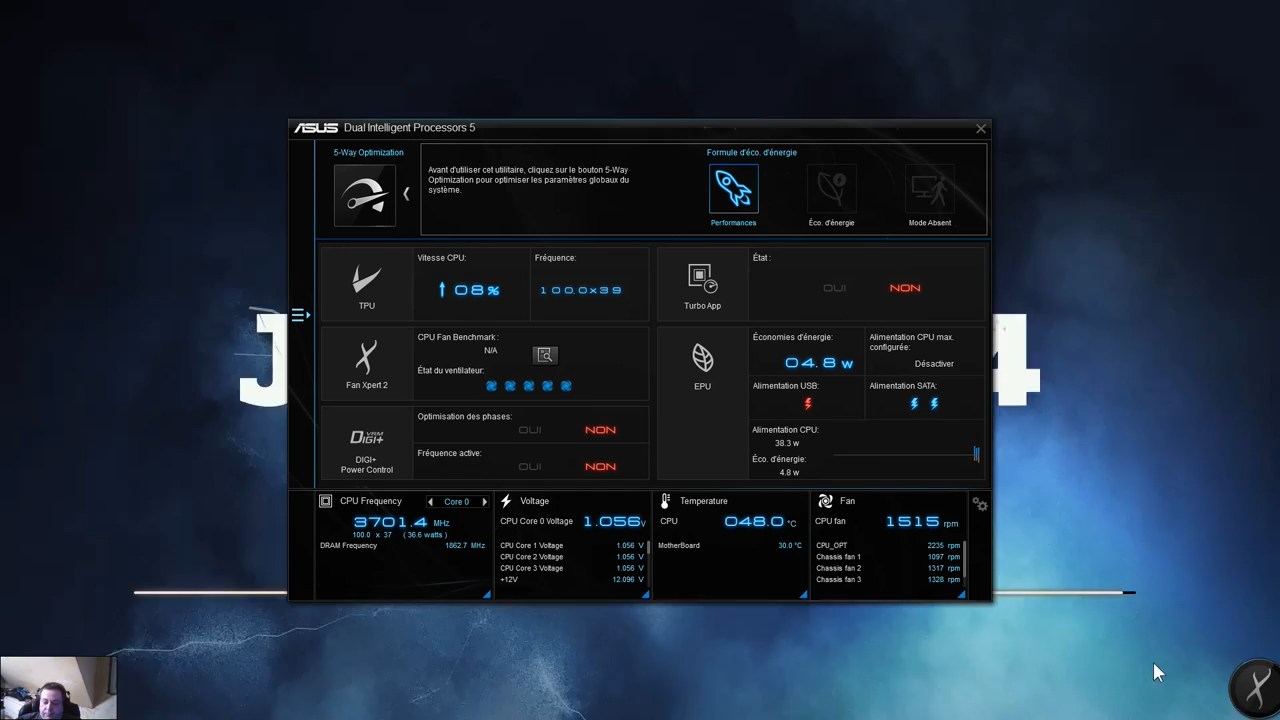 ASUS Dual Intelligent Processors 5
5-Way Optimization
Avant d'utiliser cet utilitaire, cliquez sur le bouton 5-Way
Optimization pour optimiser les paramètres globaux du
système.
Formule d'éco. d'énergie
Performances
Éco. d'énergie
Mode Absent
TPU
Vitesse CPU:
08%
Fréquence:
100.0x39
Turbo App
État :
OUI NON
Fan Xpert 2
CPU Fan Benchmark :
N/A
État du ventilateur:
EPU
Économies d'énergie:
04.8 w
Alimentation CPU max.
configurée:
Désactiver
Alimentation USB:
Alimentation SATA:
Alimentation CPU:
38.3 w
Éco. d'énergie:
4.8 w
VRM
DIGI+
DIGI+
Power Control
Optimisation des phases:
OUI NON
Fréquence active:
OUI NON
CPU Frequency
Core 0
3701.4 MHz
100.0 x 37 ( 36.6 watts )
DRAM Frequency 1862.7 MHz
Voltage
CPU Core 0 Voltage 1.056v
CPU Core 1 Voltage 1.056 V
CPU Core 2 Voltage 1.056 V
CPU Core 3 Voltage 1.056 V
+12V 12.096 V
Temperature
CPU 048.0 °C
MotherBoard 30.0 °C
Fan
CPU fan 1515 rpm
CPU_OPT 2235 rpm
Chassis fan 1 1097 rpm
Chassis fan 2 1317 rpm
Chassis fan 3 1328 rpm
J
4